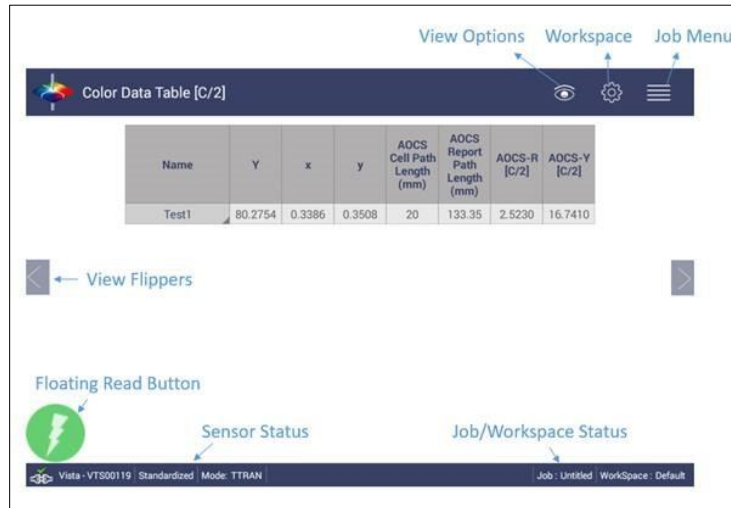 View Options Workspace Job Menu
Color Data Table [C/2]
Name Y x y AOCS Cell Path Length (mm) AOCS Report Path Length (mm) AOCS-R [C/2] AOCS-Y [C/2]
Test1 80.2754 0.3386 0.3508 20 133.35 2.5230 16.7410
View Flippers
Floating Read Button
Sensor Status Job/Workspace Status
Vista - VTS00119 Standardized Mode: TTRAN Job : Untitled WorkSpace : Default